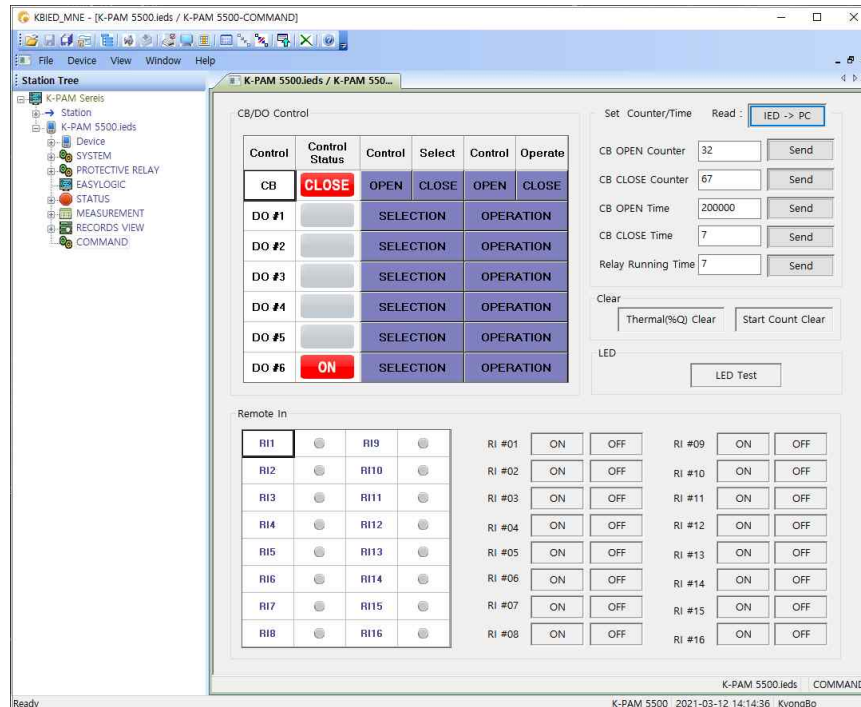 KBIED_MNE - [K-PAM 5500.ieds / K-PAM 5500-COMMAND]
File Device View Window Help
Station Tree
K-PAM 5500.ieds / K-PAM 550...
K-PAM Sereis
Station
K-PAM 5500.ieds
Device
SYSTEM
PROTECTIVE RELAY
EASYLOGIC
STATUS
MEASUREMENT
RECORDS VIEW
COMMAND
CB/DO Control
Control Control Status Control Select Control Operate
CB CLOSE OPEN CLOSE OPEN CLOSE
DO #1 SELECTION OPERATION
DO #2 SELECTION OPERATION
DO #3 SELECTION OPERATION
DO #4 SELECTION OPERATION
DO #5 SELECTION OPERATION
DO #6 ON SELECTION OPERATION
Set Counter/Time Read : IED -> PC
CB OPEN Counter 32 Send
CB CLOSE Counter 67 Send
CB OPEN Time 200000 Send
CB CLOSE Time 7 Send
Relay Running Time 7 Send
Clear
Thermal(%Q) Clear Start Count Clear
LED
LED Test
Remote In
RI1 RI9 RI #01 ON OFF RI #09 ON OFF
RI2 RI10 RI #02 ON OFF RI #10 ON OFF
RI3 RI11 RI #03 ON OFF RI #11 ON OFF
RI4 RI12 RI #04 ON OFF RI #12 ON OFF
RI5 RI13 RI #05 ON OFF RI #13 ON OFF
RI6 RI14 RI #06 ON OFF RI #14 ON OFF
RI7 RI15 RI #07 ON OFF RI #15 ON OFF
RI8 RI16 RI #08 ON OFF RI #16 ON OFF
K-PAM 5500.ieds COMMAND
Ready K-PAM 5500 2021-03-12 14:14:36 KyongBo